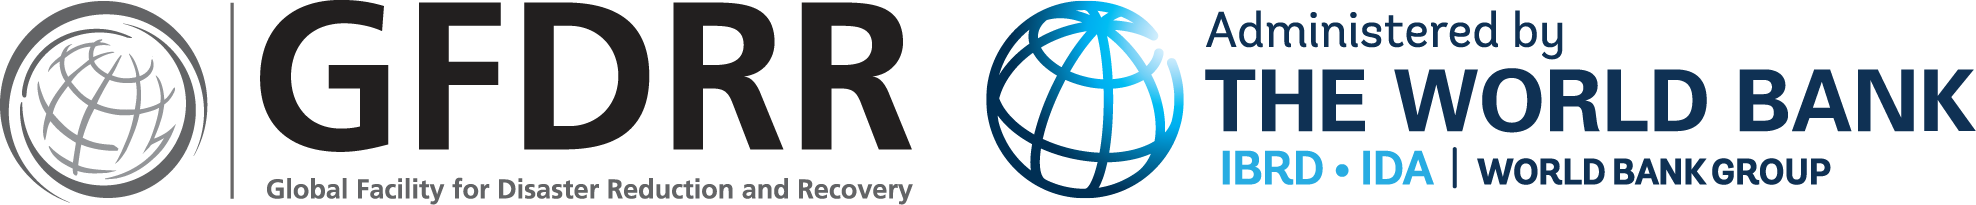 GFDRR
Global Facility for Disaster Reduction and Recovery
Administered by
THE WORLD BANK
IBRD • IDA | WORLD BANK GROUP